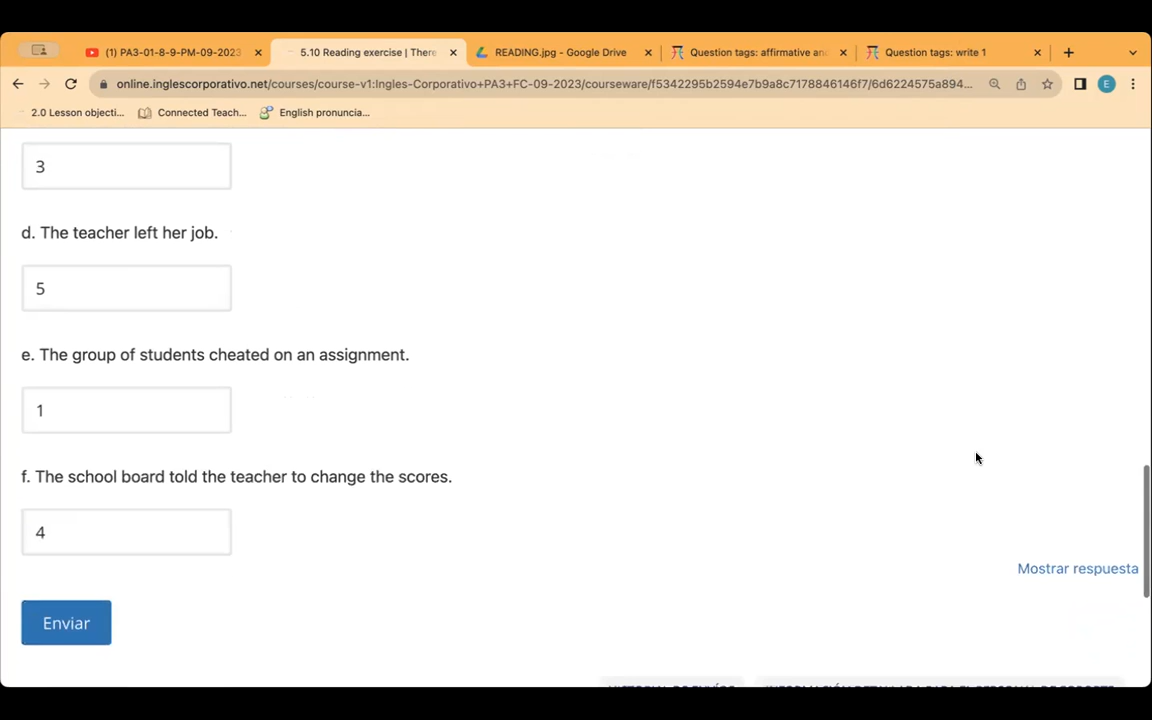 (1) PA3-01-8-9-PM-09-2023
5.10 Reading exercise | There
READING.jpg - Google Drive
Question tags: affirmative an
Question tags: write 1
online.inglescorporativo.net/courses/course-v1:Ingles-Corporativo+PA3+FC-09-2023/courseware/f5342295b2594e7b9a8c7178846146f7/6d6224575a894...
E
2.0 Lesson objecti...
Connected Teach...
English pronuncia...
3
d. The teacher left her job.
5
e. The group of students cheated on an assignment.
1
f. The school board told the teacher to change the scores.
4
Mostrar respuesta
Enviar